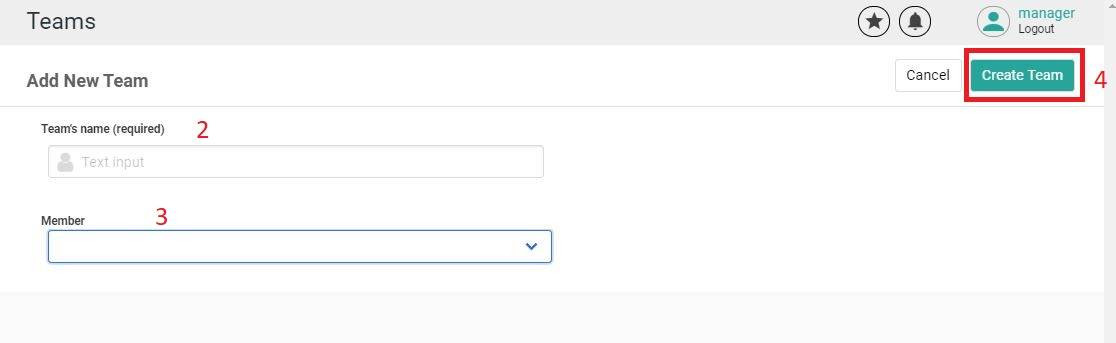 Teams
manager
Logout
Add New Team
Cancel
Create Team
4
Team's name (required)
2
Text input
Member
3